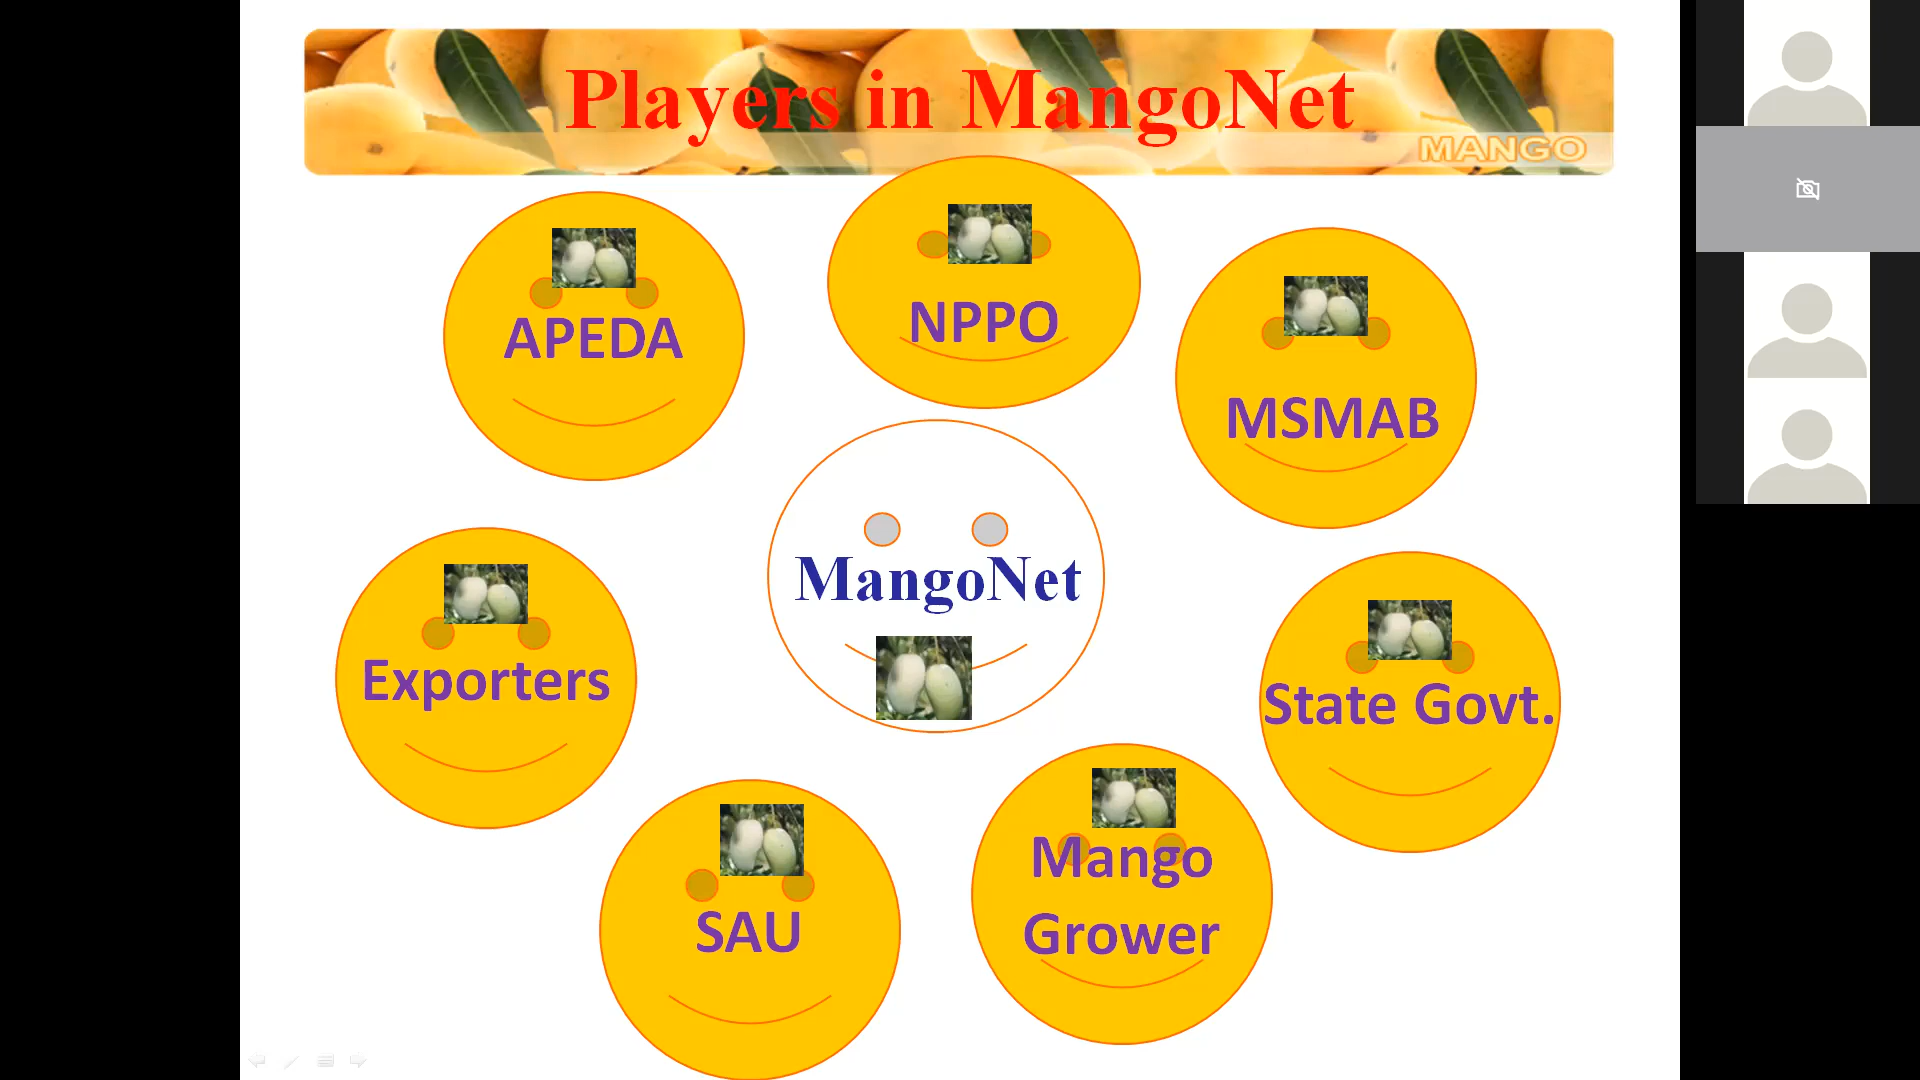 Players in MangoNet
MANGO
APEDA
NPPO
MSMAB
MangoNet
Exporters
State Govt.
SAU
Mango
Grower